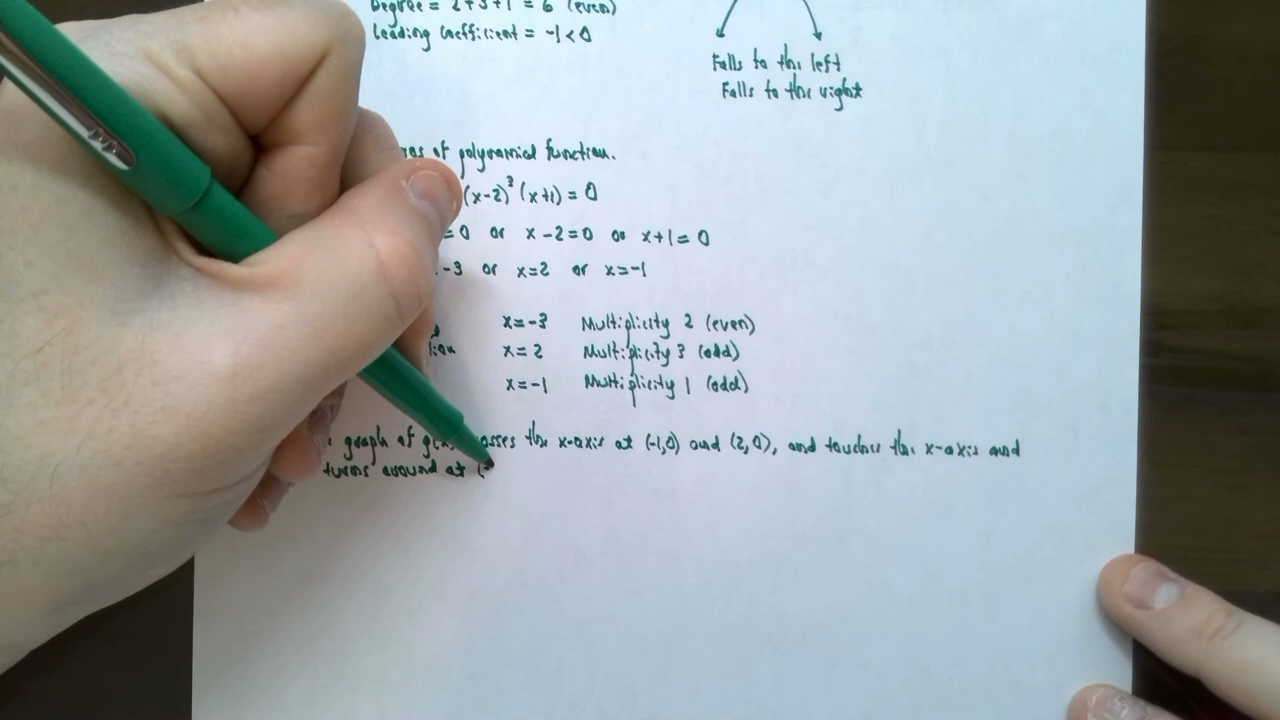 Degree = 2+3+1 = 6 (even)
Leading Coefficient = -1 < 0
Falls to the left
Falls to the right
of polynomial function.
(x-2)³(x+1) = 0
=0 or x-2=0 or x+1=0
-3 or x=2 or x=-1
x=-3 Multiplicity 2 (even)
x=2 Multiplicity 3 (odd)
x=-1 Multiplicity 1 (odd)
graph of the x-axis at (-1,0) and (2,0), and touches the x-axis and
turns around at (